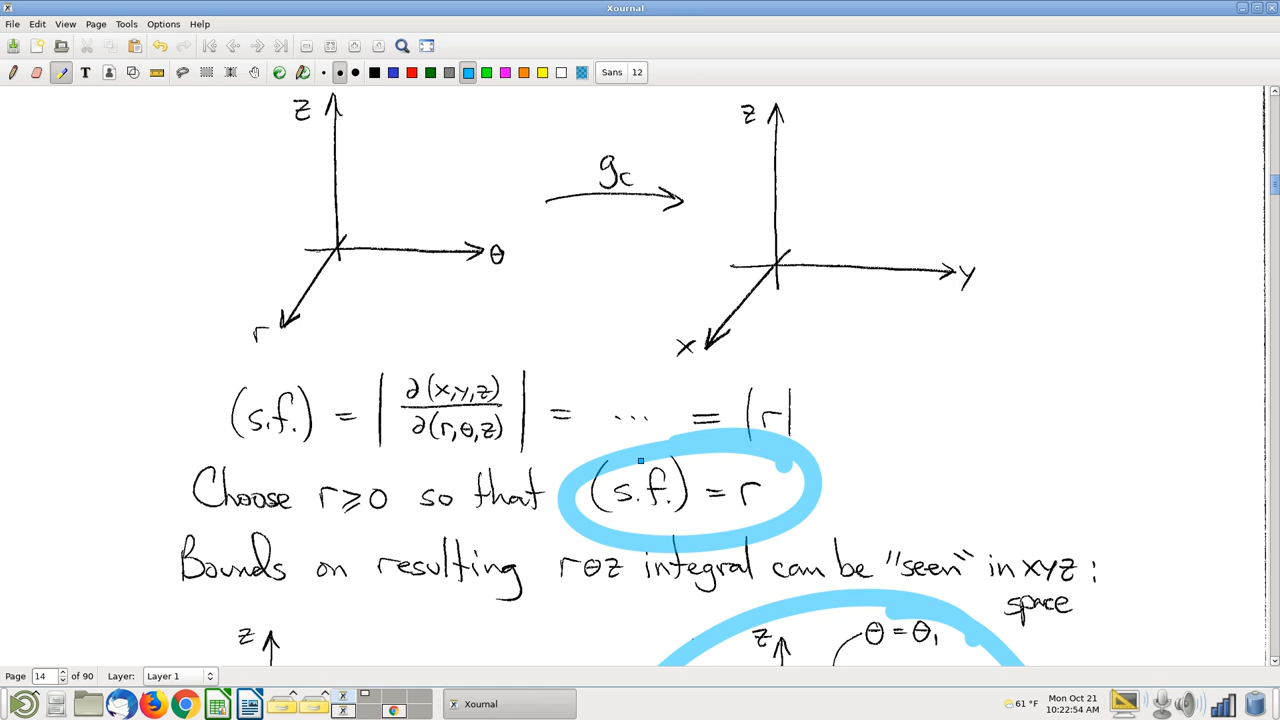 Xournal
File Edit View Page Tools Options Help
Sans 12
z z
g_c
θ y
r x
(s.f.) = | ∂(x,y,z) / ∂(r,θ,z) | = ... = |r|
Choose r ⩾ 0 so that (s.f.) = r
Bounds on resulting rθz integral can be "seen" in xyz :
space
z z θ = θ₁
Page 14 of 90 Layer: Layer 1
Xournal 61 °F Mon Oct 21
10:22:54 AM